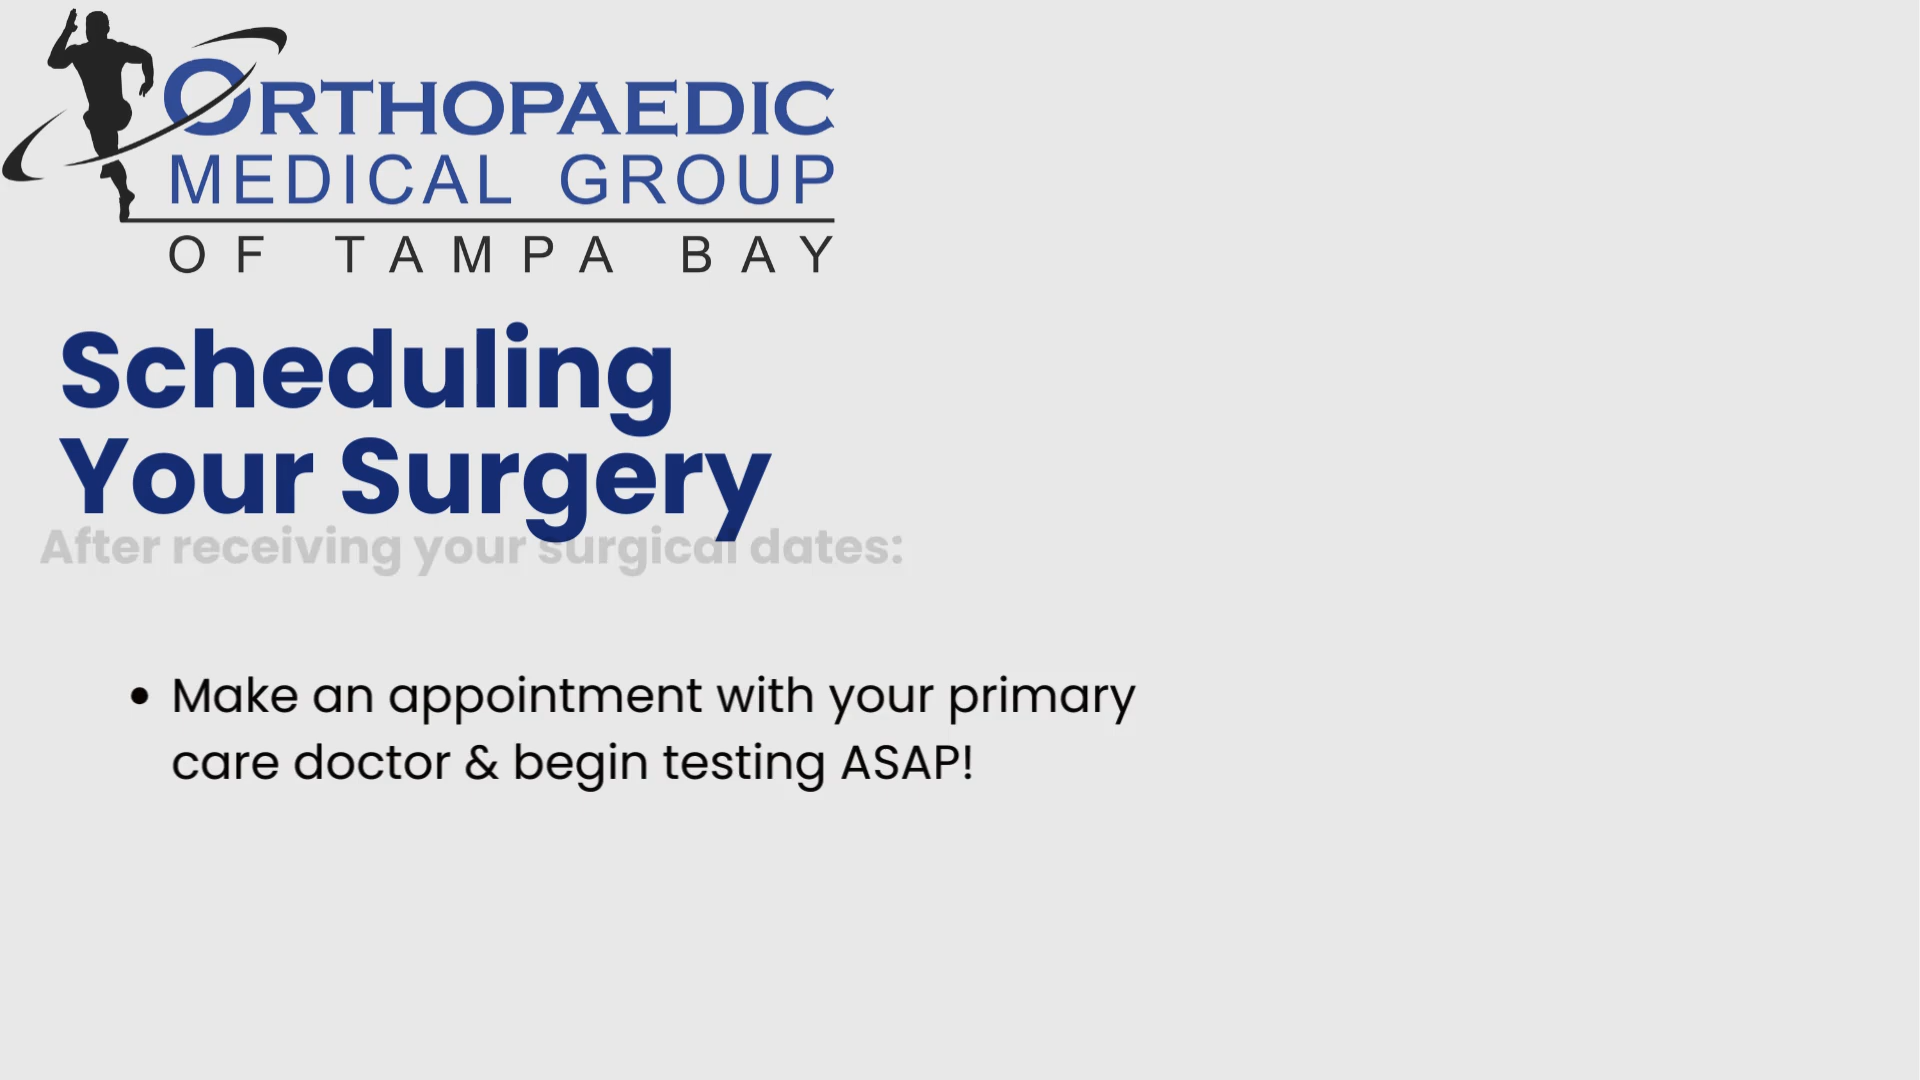 ORTHOPAEDIC
MEDICAL GROUP
OF TAMPA BAY
Scheduling
Your Surgery
After receiving your surgical dates:
• Make an appointment with your primary
care doctor & begin testing ASAP!